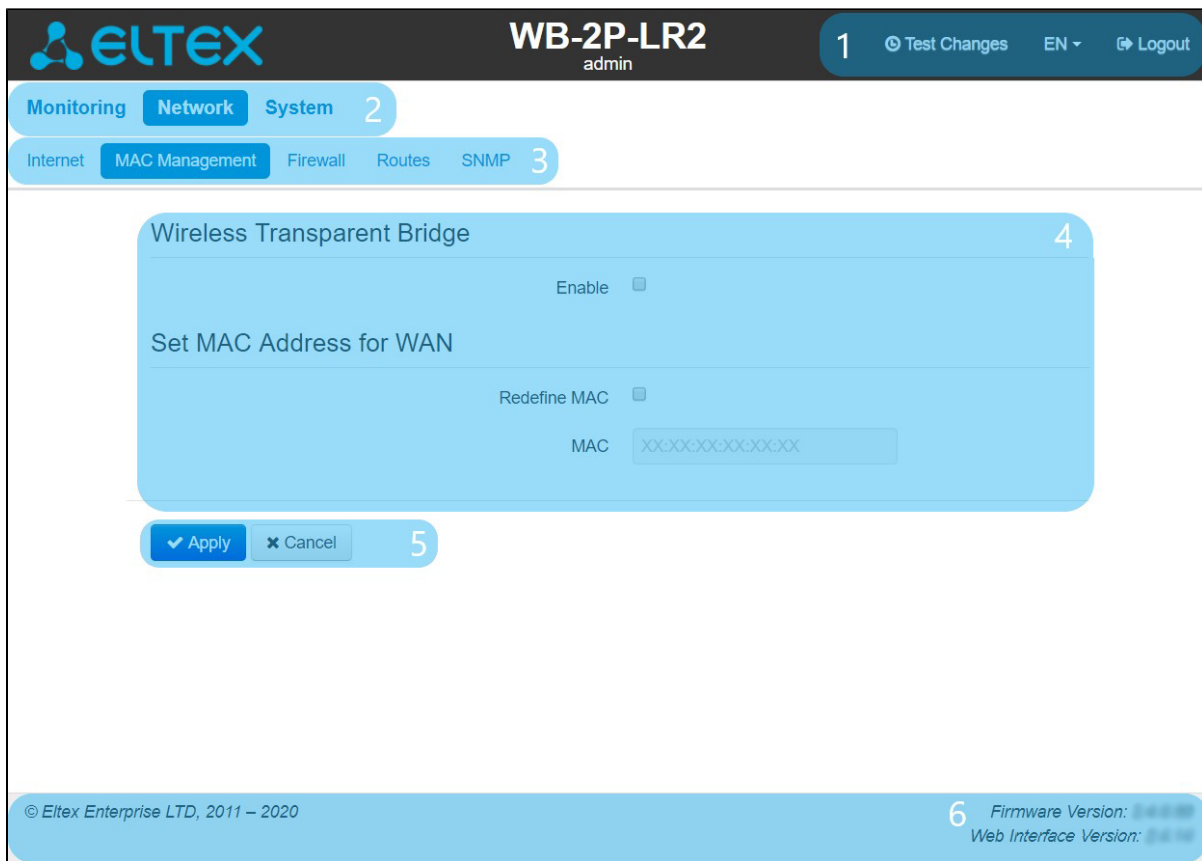 ELTEX
WB-2P-LR2
admin
1 Test Changes EN Logout
Monitoring Network System 2
Internet MAC Management Firewall Routes SNMP 3
Wireless Transparent Bridge 4
Enable
Set MAC Address for WAN
Redefine MAC
MAC XX:XX:XX:XX:XX:XX
Apply Cancel 5
© Eltex Enterprise LTD, 2011 – 2020
6 Firmware Version:
Web Interface Version: